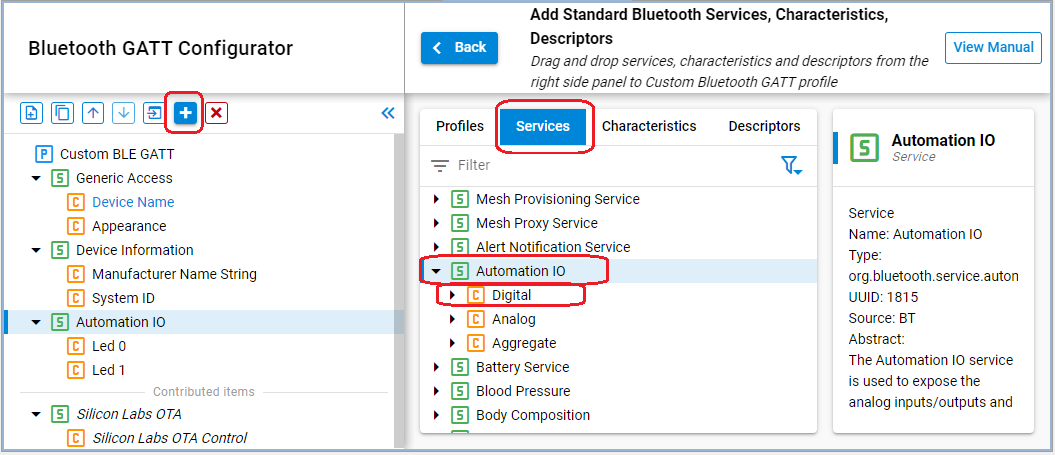 Bluetooth GATT Configurator
Back
Add Standard Bluetooth Services, Characteristics,
Descriptors
Drag and drop services, characteristics and descriptors from the
right side panel to Custom Bluetooth GATT profile
View Manual
P Custom BLE GATT
S Generic Access
C Device Name
C Appearance
S Device Information
C Manufacturer Name String
C System ID
S Automation IO
C Led 0
C Led 1
Contributed items
S Silicon Labs OTA
C Silicon Labs OTA Control
Profiles Services Characteristics Descriptors
Filter
S Mesh Provisioning Service
S Mesh Proxy Service
S Alert Notification Service
S Automation IO
C Digital
C Analog
C Aggregate
S Battery Service
S Blood Pressure
S Body Composition
S Automation IO
Service
Service
Name: Automation IO
Type:
org.bluetooth.service.auton
UUID: 1815
Source: BT
Abstract:
The Automation IO service
is used to expose the
analog inputs/outputs and